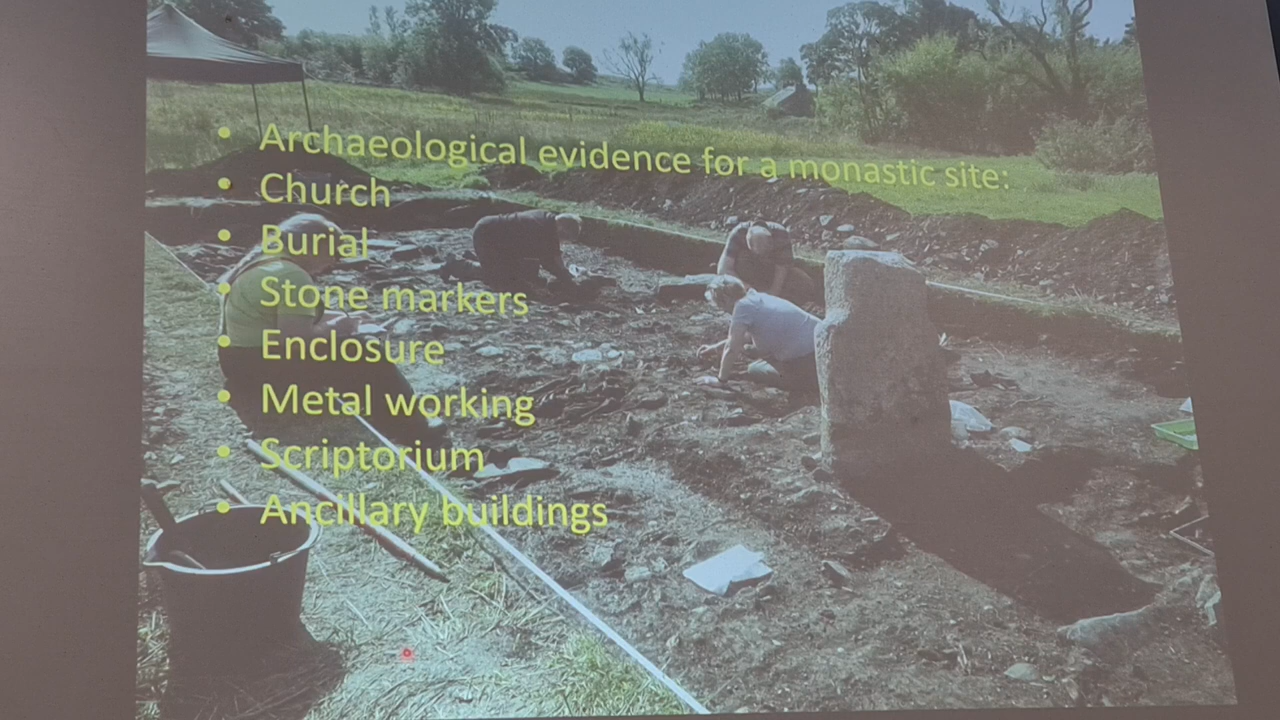 • Archaeological evidence for a monastic site:
• Church
• Burial
• Stone markers
• Enclosure
• Metal working
• Scriptorium
• Ancillary buildings